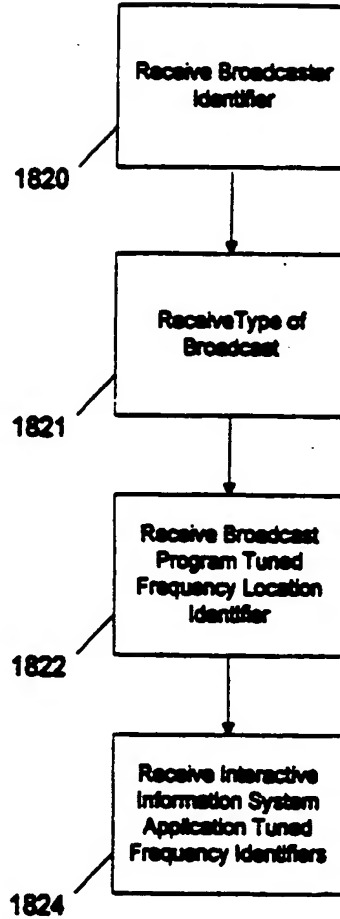 Receive Broadcaster
Identifier
1820
ReceiveType of
Broadcast
1821
Receive Broadcast
Program Tuned
Frequency Location
Identifier
1822
Receive Interactive
Information System
Application Tuned
Frequency Identifiers
1824